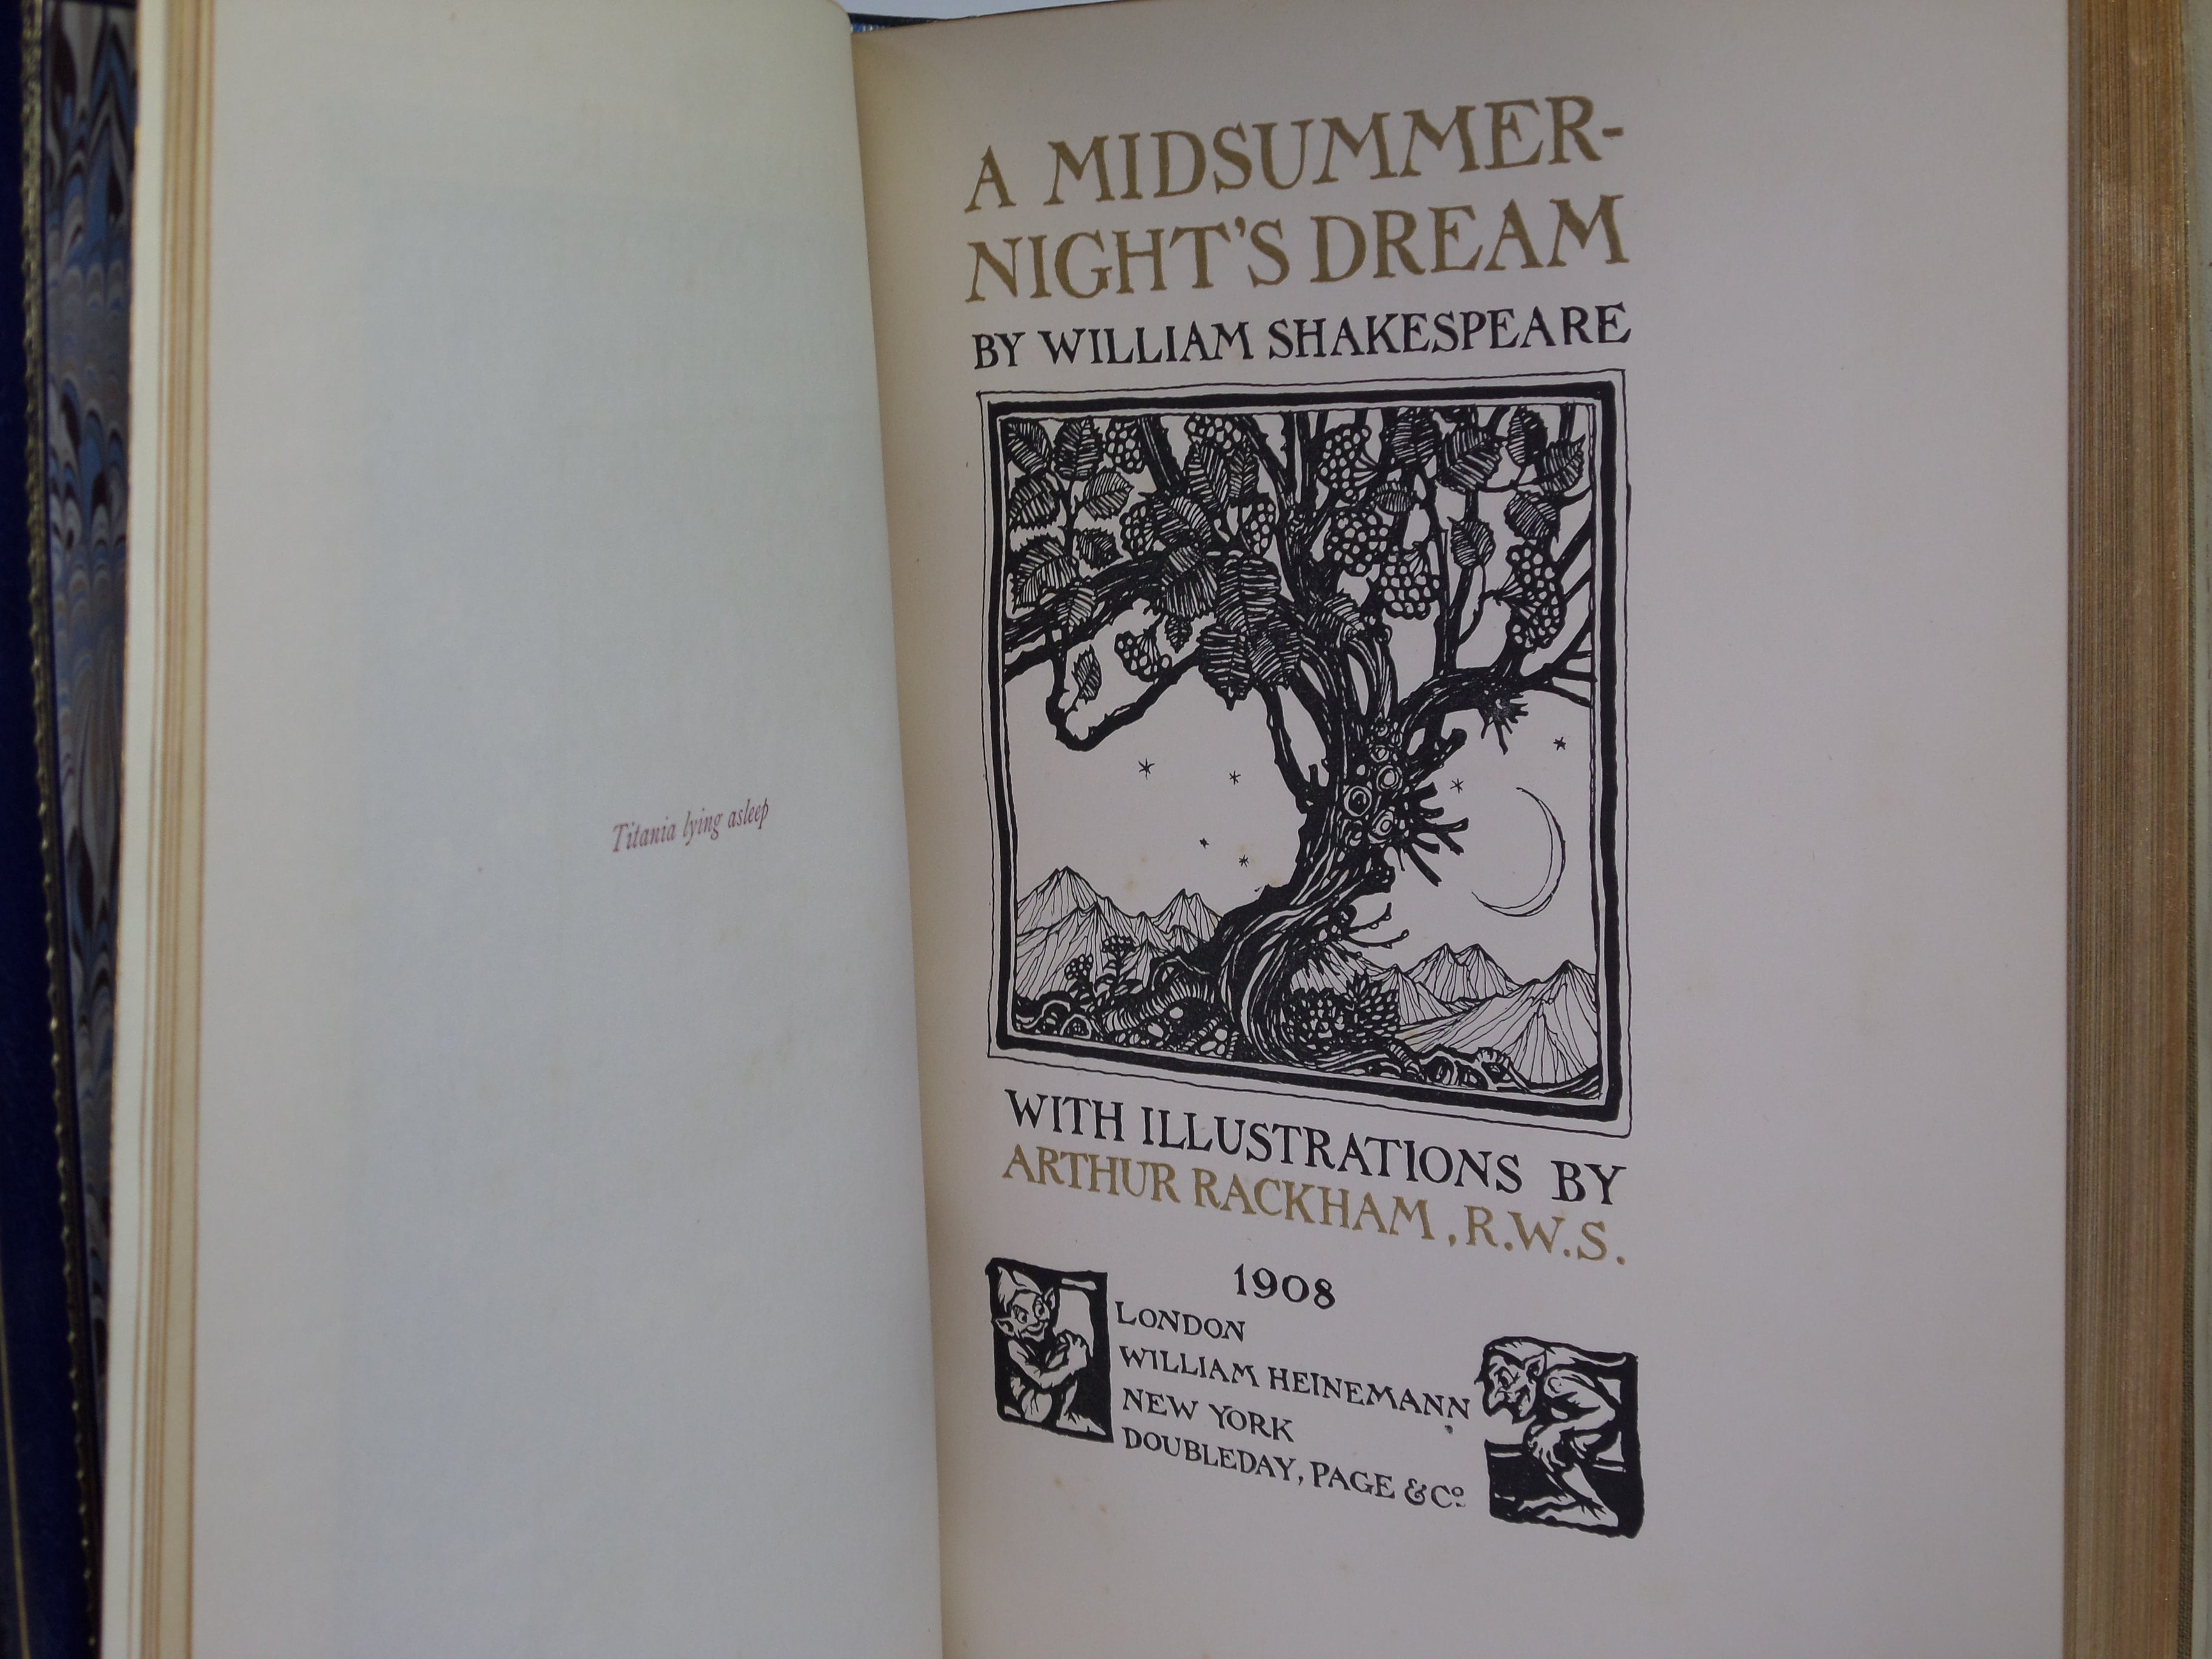 Titania lying asleep
A MIDSUMMER-
NIGHT'S DREAM
BY WILLIAM SHAKESPEARE
WITH ILLUSTRATIONS BY
ARTHUR RACKHAM, R.W.S.
1908
LONDON
WILLIAM HEINEMANN
NEW YORK
DOUBLEDAY, PAGE & Co